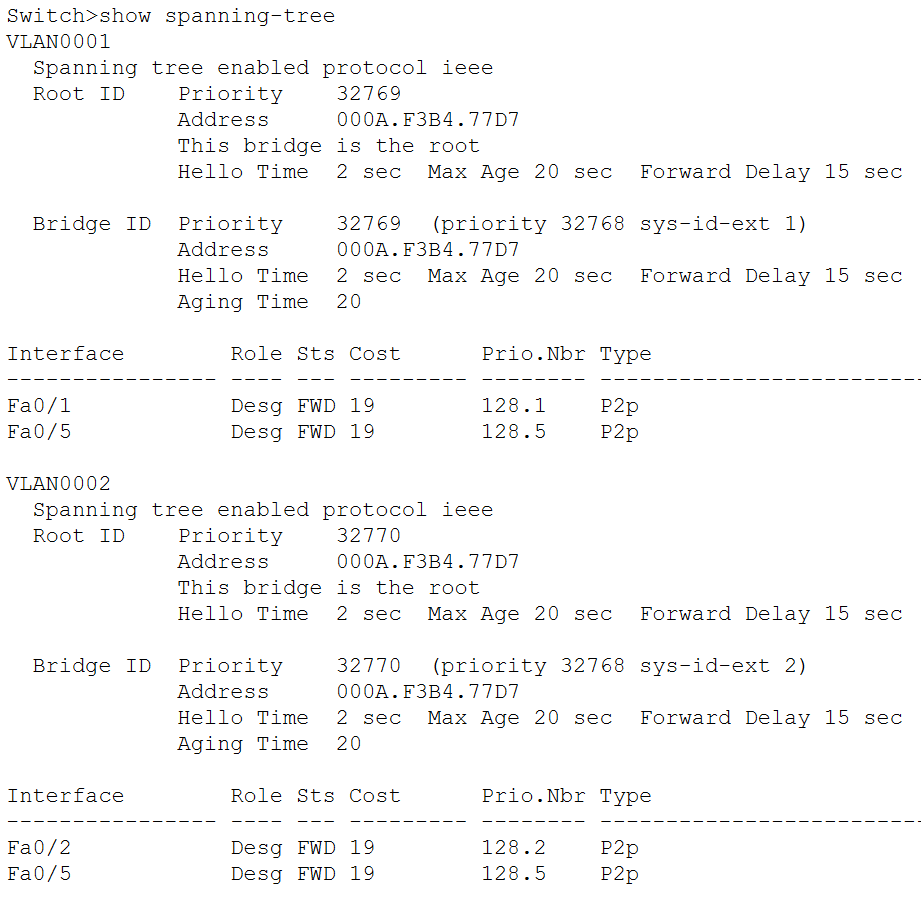 Switch>show spanning-tree
VLAN0001
  Spanning tree enabled protocol ieee
  Root ID    Priority    32769
             Address     000A.F3B4.77D7
             This bridge is the root
             Hello Time  2 sec  Max Age 20 sec  Forward Delay 15 sec

  Bridge ID  Priority    32769  (priority 32768 sys-id-ext 1)
             Address     000A.F3B4.77D7
             Hello Time  2 sec  Max Age 20 sec  Forward Delay 15 sec
             Aging Time  20

Interface        Role Sts Cost      Prio.Nbr Type
---------------- ---- --- --------- -------- -------------------------
Fa0/1            Desg FWD 19        128.1    P2p
Fa0/5            Desg FWD 19        128.5    P2p

VLAN0002
  Spanning tree enabled protocol ieee
  Root ID    Priority    32770
             Address     000A.F3B4.77D7
             This bridge is the root
             Hello Time  2 sec  Max Age 20 sec  Forward Delay 15 sec

  Bridge ID  Priority    32770  (priority 32768 sys-id-ext 2)
             Address     000A.F3B4.77D7
             Hello Time  2 sec  Max Age 20 sec  Forward Delay 15 sec
             Aging Time  20

Interface        Role Sts Cost      Prio.Nbr Type
---------------- ---- --- --------- -------- -------------------------
Fa0/2            Desg FWD 19        128.2    P2p
Fa0/5            Desg FWD 19        128.5    P2p